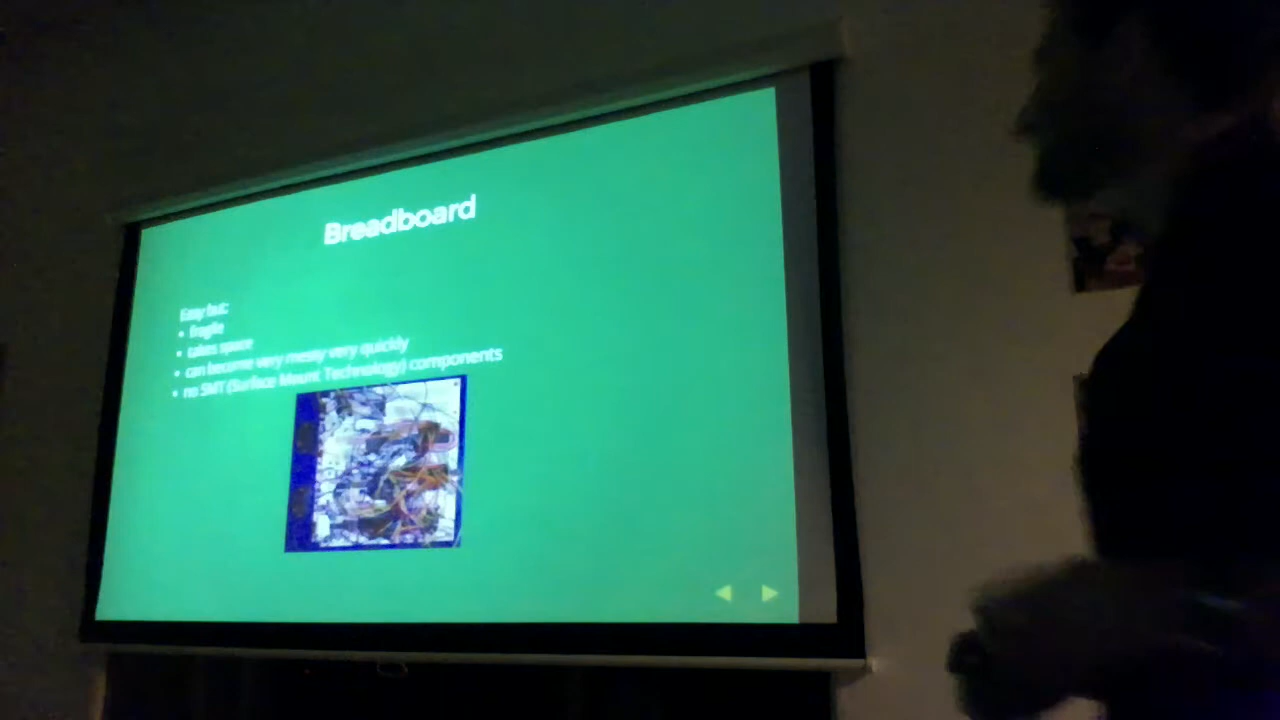 Breadboard
Easy but:
• fragile
• takes space
• can become very messy very quickly
• no SMT (Surface Mount Technology) components